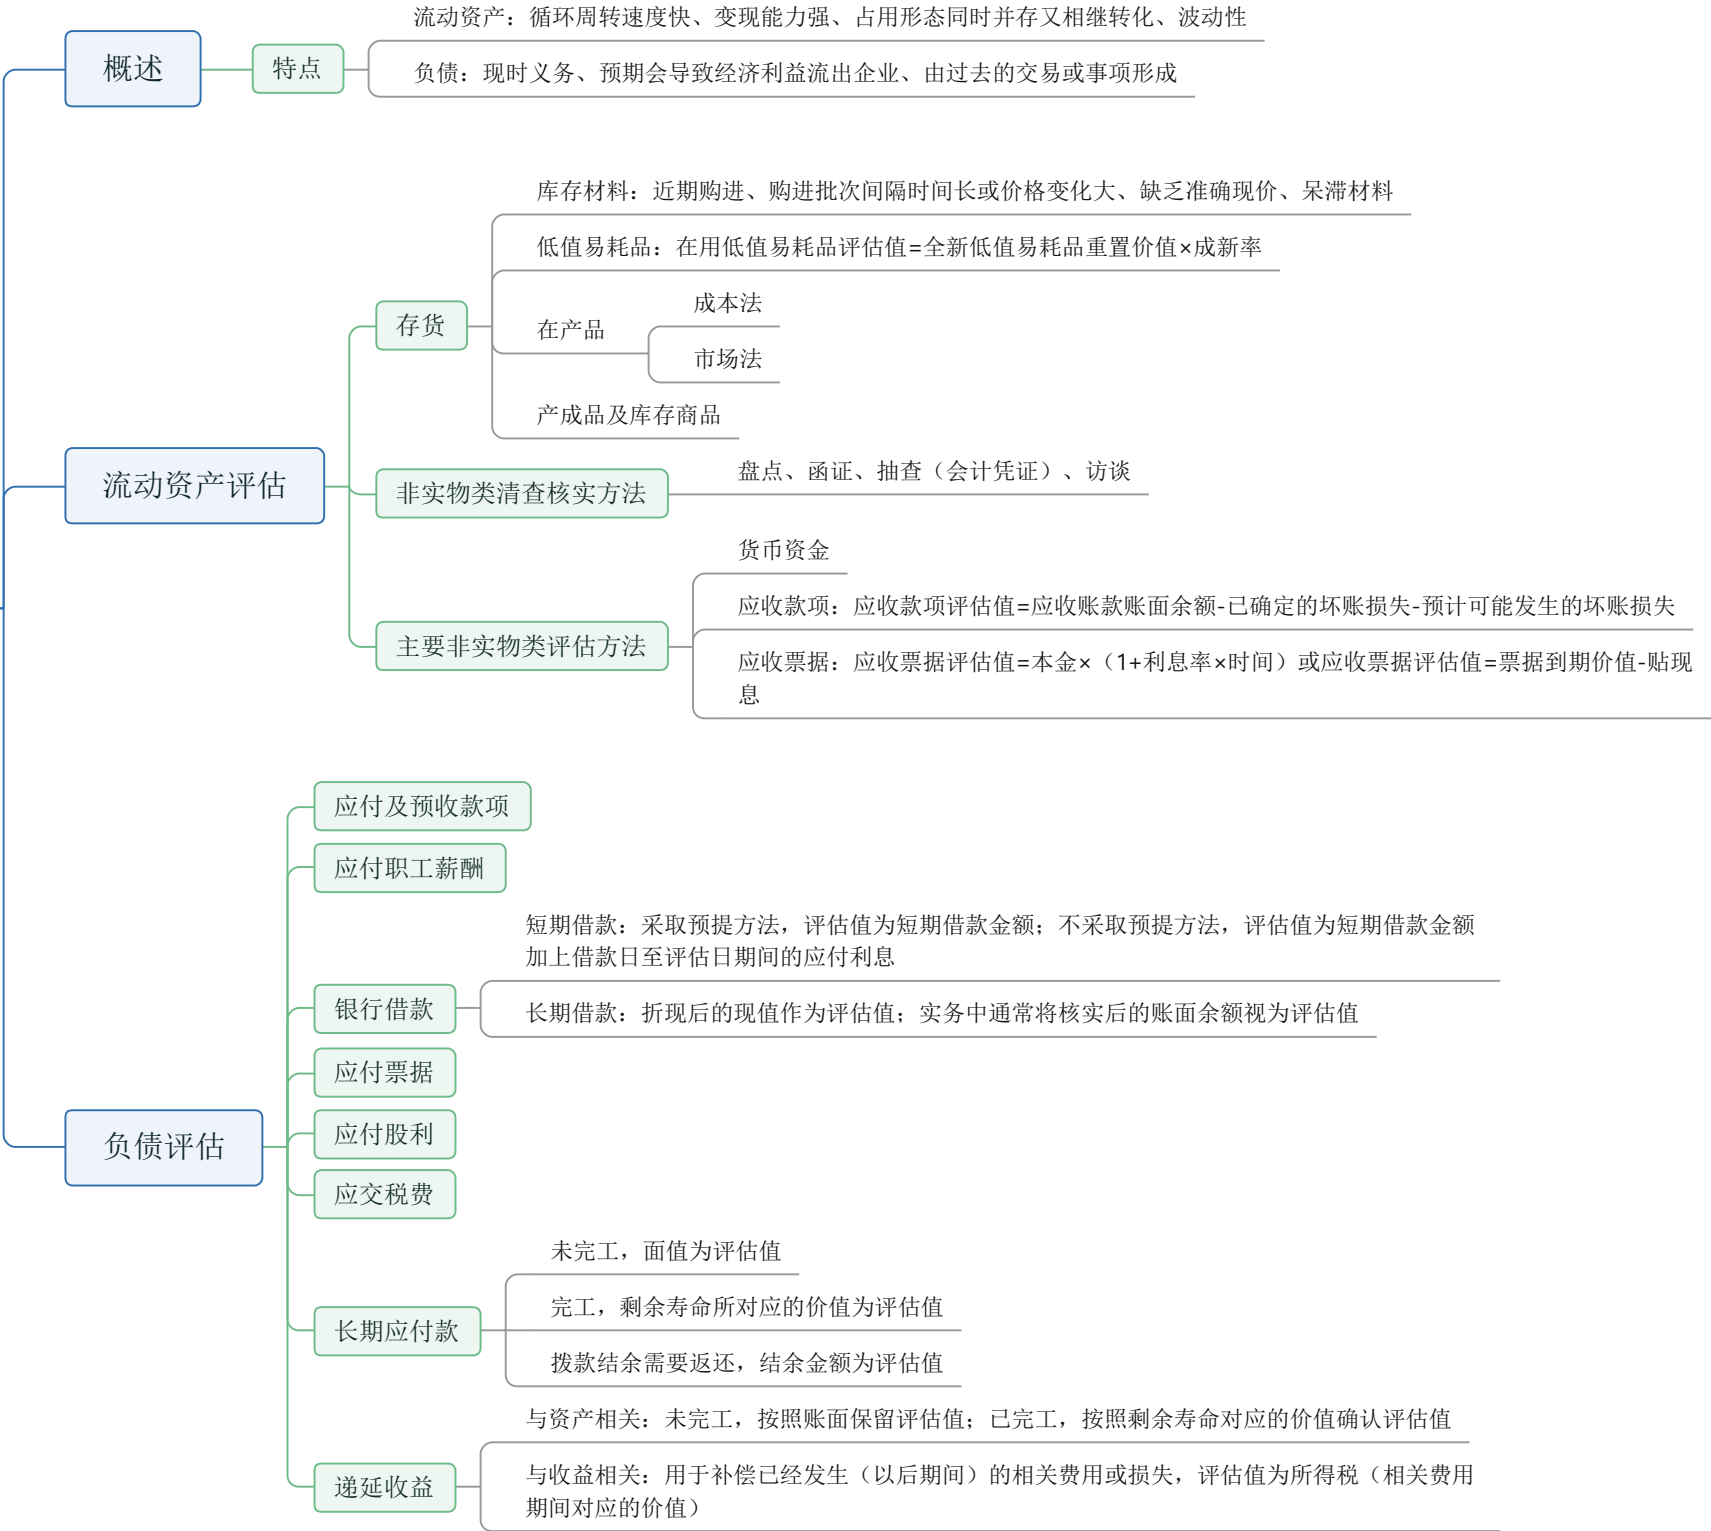 概述
特点
流动资产：循环周转速度快、变现能力强、占用形态同时并存又相继转化、波动性
负债：现时义务、预期会导致经济利益流出企业、由过去的交易或事项形成
流动资产评估
存货
库存材料：近期购进、购进批次间隔时间长或价格变化大、缺乏准确现价、呆滞材料
低值易耗品：在用低值易耗品评估值=全新低值易耗品重置价值×成新率
在产品
成本法
市场法
产成品及库存商品
非实物类清查核实方法
盘点、函证、抽查（会计凭证）、访谈
主要非实物类评估方法
货币资金
应收款项：应收款项评估值=应收账款账面余额-已确定的坏账损失-预计可能发生的坏账损失
应收票据：应收票据评估值=本金×（1+利息率×时间）或应收票据评估值=票据到期价值-贴现
息
负债评估
应付及预收款项
应付职工薪酬
银行借款
短期借款：采取预提方法，评估值为短期借款金额；不采取预提方法，评估值为短期借款金额
加上借款日至评估日期间的应付利息
长期借款：折现后的现值作为评估值；实务中通常将核实后的账面余额视为评估值
应付票据
应付股利
应交税费
长期应付款
未完工，面值为评估值
完工，剩余寿命所对应的价值为评估值
拨款结余需要返还，结余金额为评估值
递延收益
与资产相关：未完工，按照账面保留评估值；已完工，按照剩余寿命对应的价值确认评估值
与收益相关：用于补偿已经发生（以后期间）的相关费用或损失，评估值为所得税（相关费用
期间对应的价值）